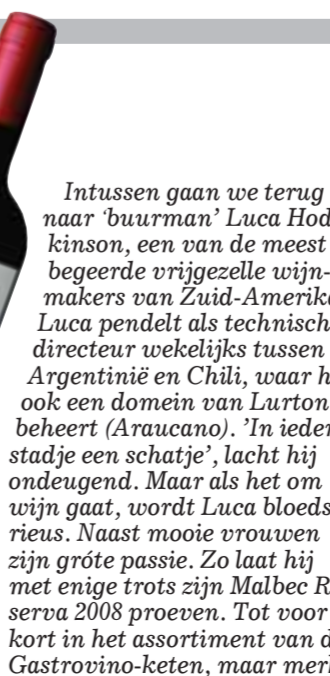 Intussen gaan we terug
naar ‘buurman’ Luca Hod
kinson, een van de meest
begeerde vrijgezelle wijn-
makers van Zuid-Amerika
Luca pendelt als technisch
directeur wekelijks tussen
Argentinië en Chili, waar h
ook een domein van Lurton
beheert (Araucano). ’In ieder
stadje een schatje’, lacht hij
ondeugend. Maar als het om
wijn gaat, wordt Luca bloeds
rieus. Naast mooie vrouwen
zijn gróte passie. Zo laat hij
met enige trots zijn Malbec R
serva 2008 proeven. Tot voor
kort in het assortiment van d
Gastrovino-keten, maar merk